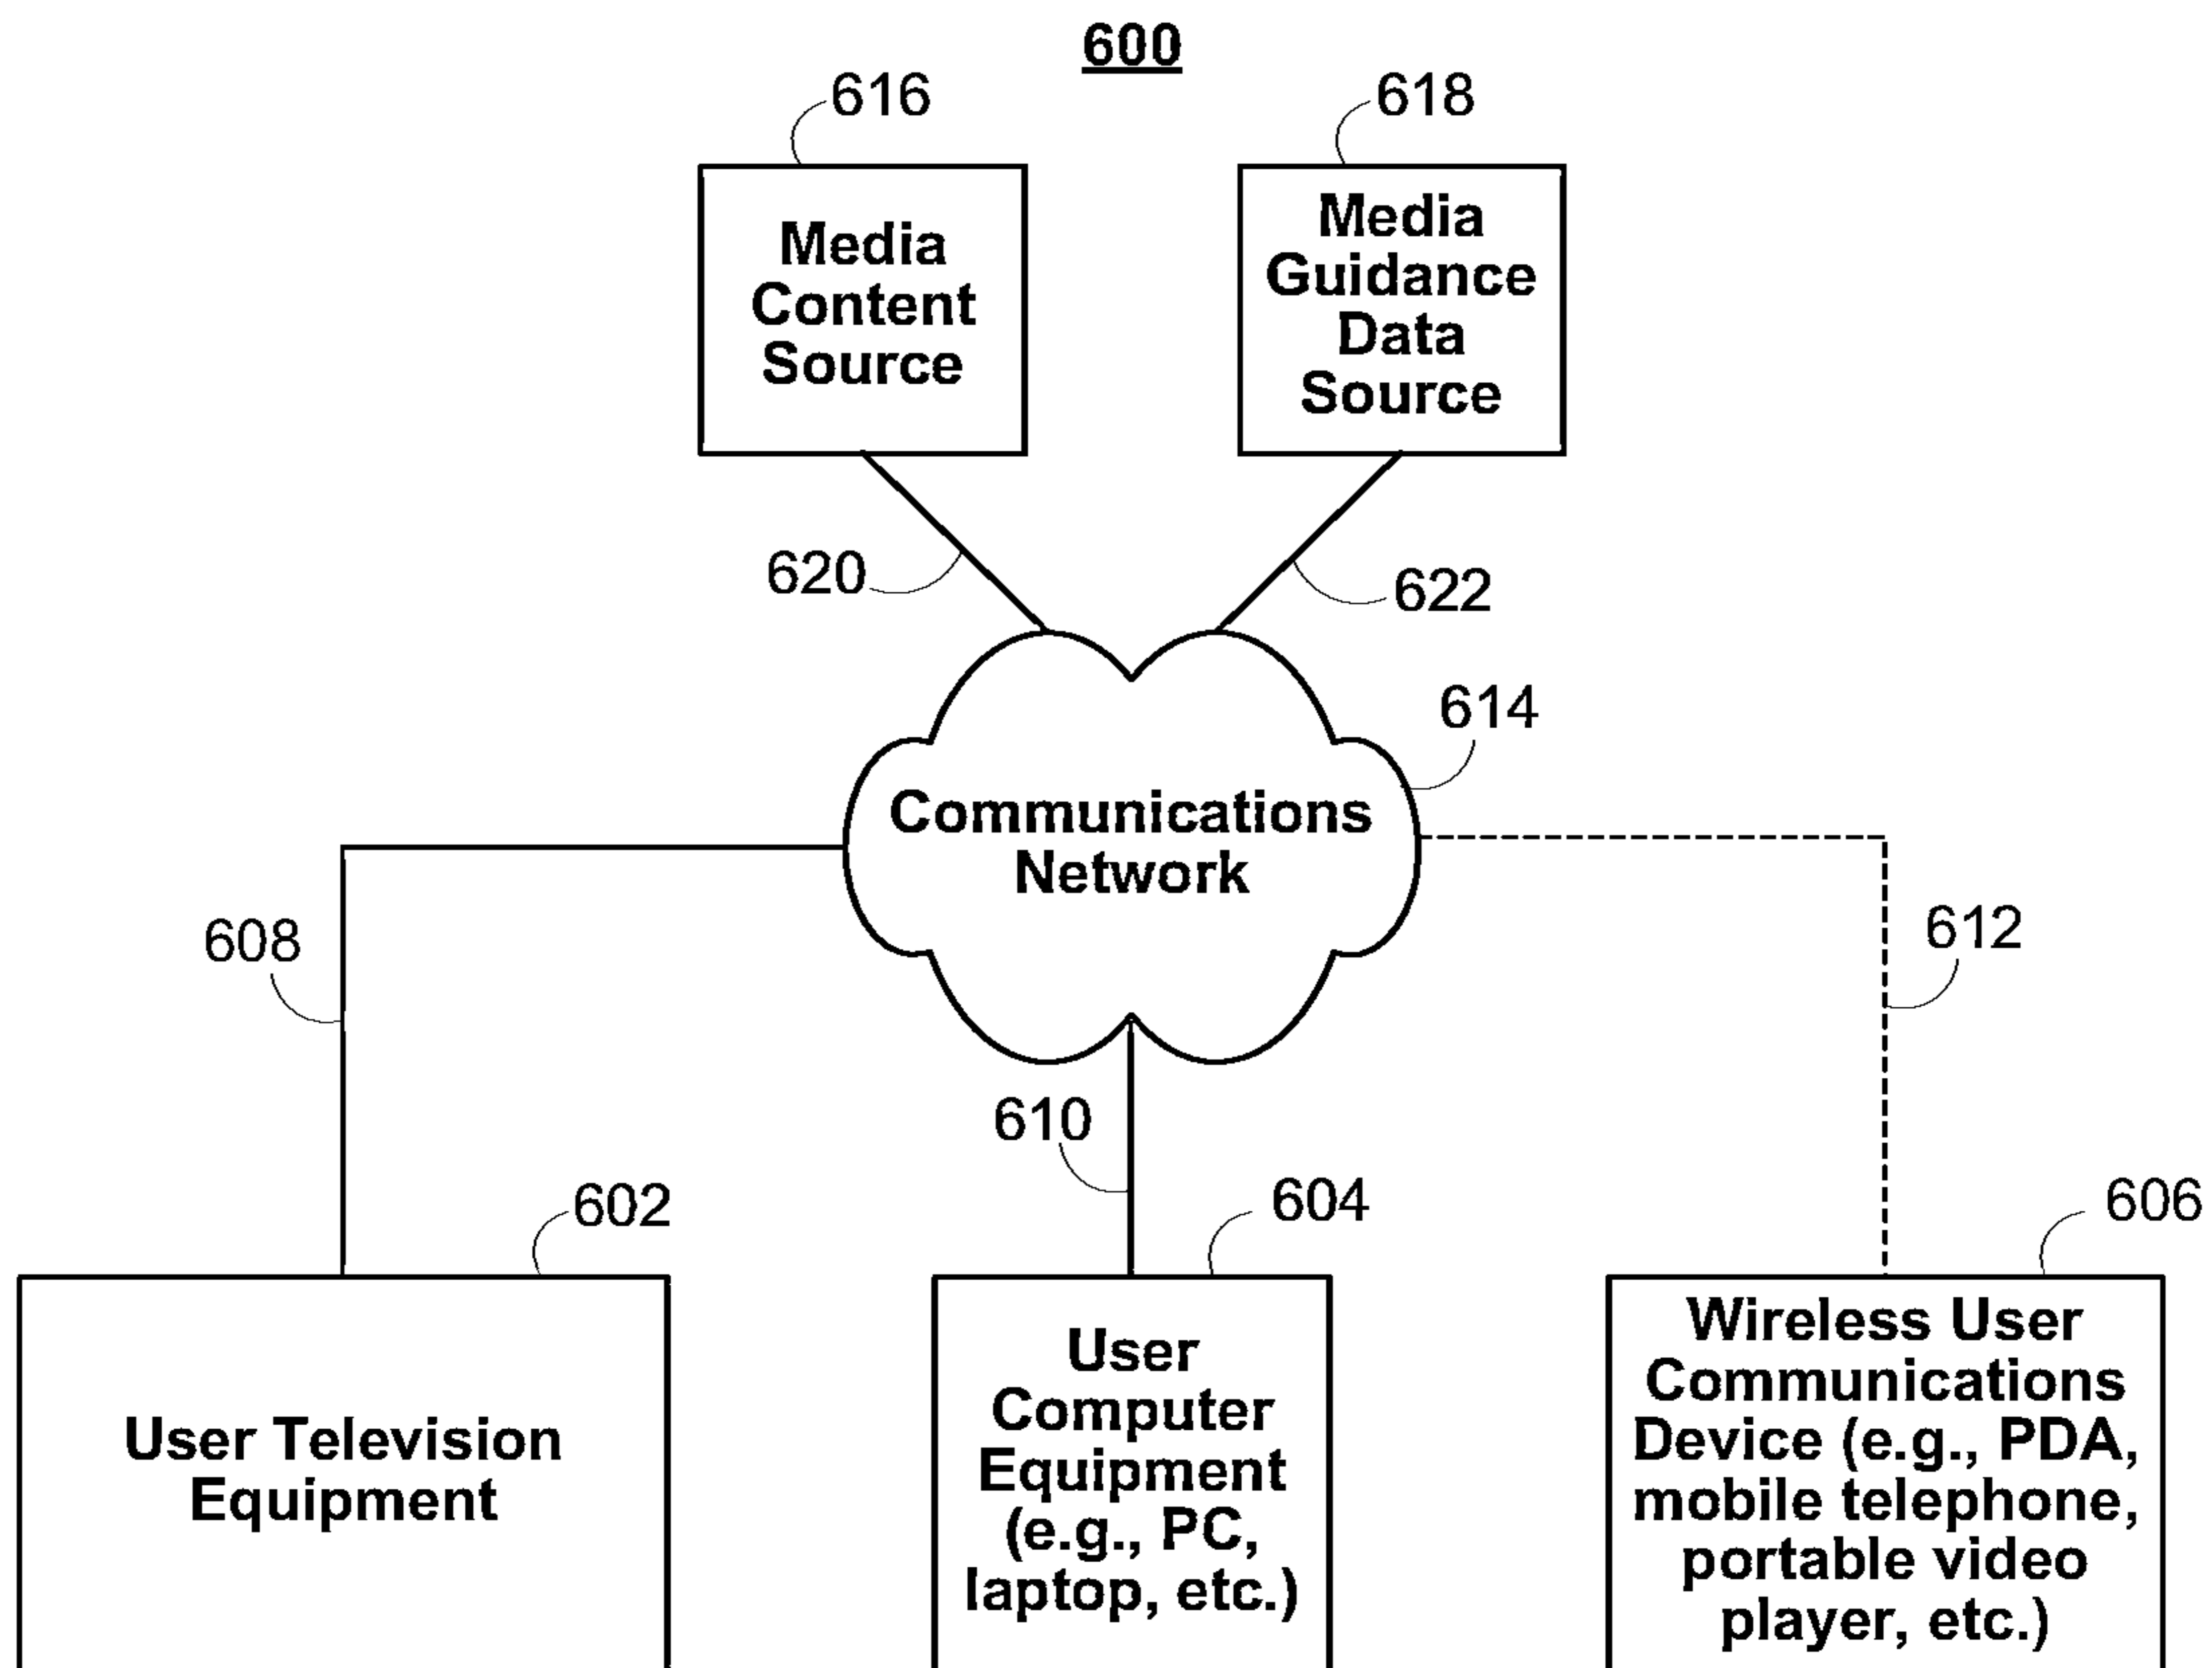 600
616
618
Media
Content
Source
Media
Guidance
Data
Source
620
622
614
Communications
Network
608
612
610
602
604
606
User Television
Equipment
User
Computer
Equipment
(e.g., PC,
laptop, etc.)
Wireless User
Communications
Device (e.g., PDA,
mobile telephone,
portable video
player, etc.)